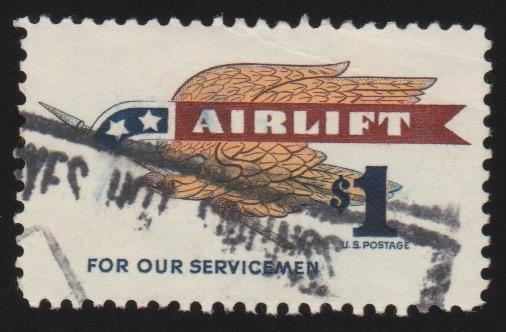 AIRLIFT
$1
U.S. POSTAGE
FOR OUR SERVICEMEN